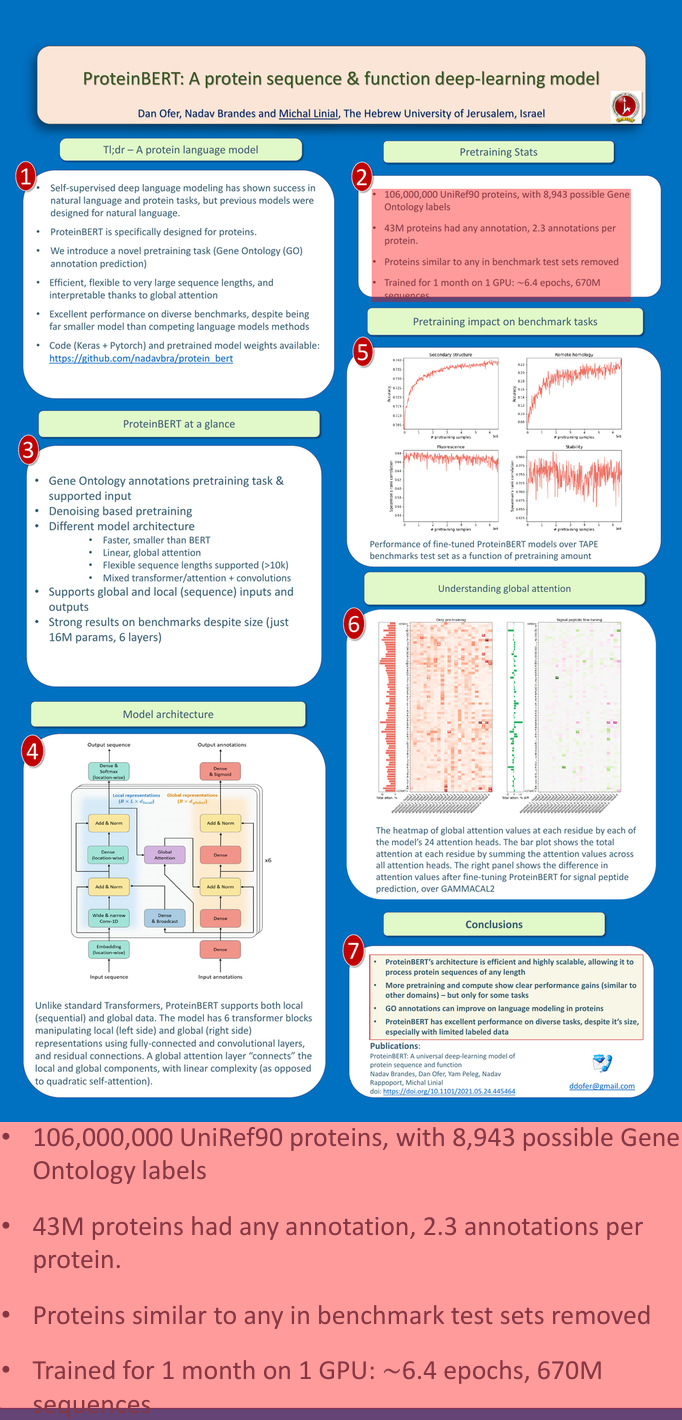 ProteinBERT: A protein sequence & function deep-learning model
Dan Ofer, Nadav Brandes and Michal Linial, The Hebrew University of Jerusalem, Israel
Tl;dr – A protein language model
1
• Self-supervised deep language modeling has shown success in
natural language and protein tasks, but previous models were
designed for natural language.
• ProteinBERT is specifically designed for proteins.
• We introduce a novel pretraining task (Gene Ontology (GO)
annotation prediction)
• Efficient, flexible to very large sequence lengths, and
interpretable thanks to global attention
• Excellent performance on diverse benchmarks, despite being
far smaller model than competing language models methods
• Code (Keras + Pytorch) and pretrained model weights available:
https://github.com/nadavbra/protein_bert
Pretraining Stats
2
• 106,000,000 UniRef90 proteins, with 8,943 possible Gene
Ontology labels
• 43M proteins had any annotation, 2.3 annotations per
protein.
• Proteins similar to any in benchmark test sets removed
• Trained for 1 month on 1 GPU: ~6.4 epochs, 670M
sequences
ProteinBERT at a glance
3
• Gene Ontology annotations pretraining task &
supported input
• Denoising based pretraining
• Different model architecture
• Faster, smaller than BERT
• Linear, global attention
• Flexible sequence lengths supported (>10k)
• Mixed transformer/attention + convolutions
• Supports global and local (sequence) inputs and
outputs
• Strong results on benchmarks despite size (just
16M params, 6 layers)
Model architecture
4
Output sequence
Output annotations
Dense &
Softmax
(location-wise)
Dense
& Sigmoid
Local representations
Global representations
Add & Norm
Add & Norm
Dense
(location-wise)
Global
Attention
Dense
x6
Add & Norm
Add & Norm
Wide & narrow
Conv-1D
Dense
& Broadcast
Dense
Embedding
(location-wise)
Dense
Input sequence
Input annotations
Unlike standard Transformers, ProteinBERT supports both local
(sequential) and global data. The model has 6 transformer blocks
manipulating local (left side) and global (right side)
representations using fully-connected and convolutional layers,
and residual connections. A global attention layer “connects” the
local and global components, with linear complexity (as opposed
to quadratic self-attention).
Pretraining impact on benchmark tasks
5
Secondary Structure
Remote homology
Accuracy
Accuracy
# pretraining samples
# pretraining samples
Fluorescence
Stability
Spearman's rank correlation
Spearman's rank correlation
# pretraining samples
# pretraining samples
Performance of fine-tuned ProteinBERT models over TAPE
benchmarks test set as a function of pretraining amount
Understanding global attention
6
Only pre-training
Signal peptide fine-tuning
The heatmap of global attention values at each residue by each of
the model’s 24 attention heads. The bar plot shows the total
attention at each residue by summing the attention values across
all attention heads. The right panel shows the difference in
attention values after fine-tuning ProteinBERT for signal peptide
prediction, over GAMMACAL2
Conclusions
7
• ProteinBERT’s architecture is efficient and highly scalable, allowing it to
process protein sequences of any length
• More pretraining and compute show clear performance gains (similar to
other domains) – but only for some tasks
• GO annotations can improve on language modeling in proteins
• ProteinBERT has excellent performance on diverse tasks, despite it’s size,
especially with limited labeled data
Publications:
ProteinBERT: A universal deep-learning model of
protein sequence and function
Nadav Brandes, Dan Ofer, Yam Peleg, Nadav
Rappoport, Michal Linial
doi: https://doi.org/10.1101/2021.05.24.445464
ddofer@gmail.com
• 106,000,000 UniRef90 proteins, with 8,943 possible Gene
Ontology labels
• 43M proteins had any annotation, 2.3 annotations per
protein.
• Proteins similar to any in benchmark test sets removed
• Trained for 1 month on 1 GPU: ~6.4 epochs, 670M
sequences